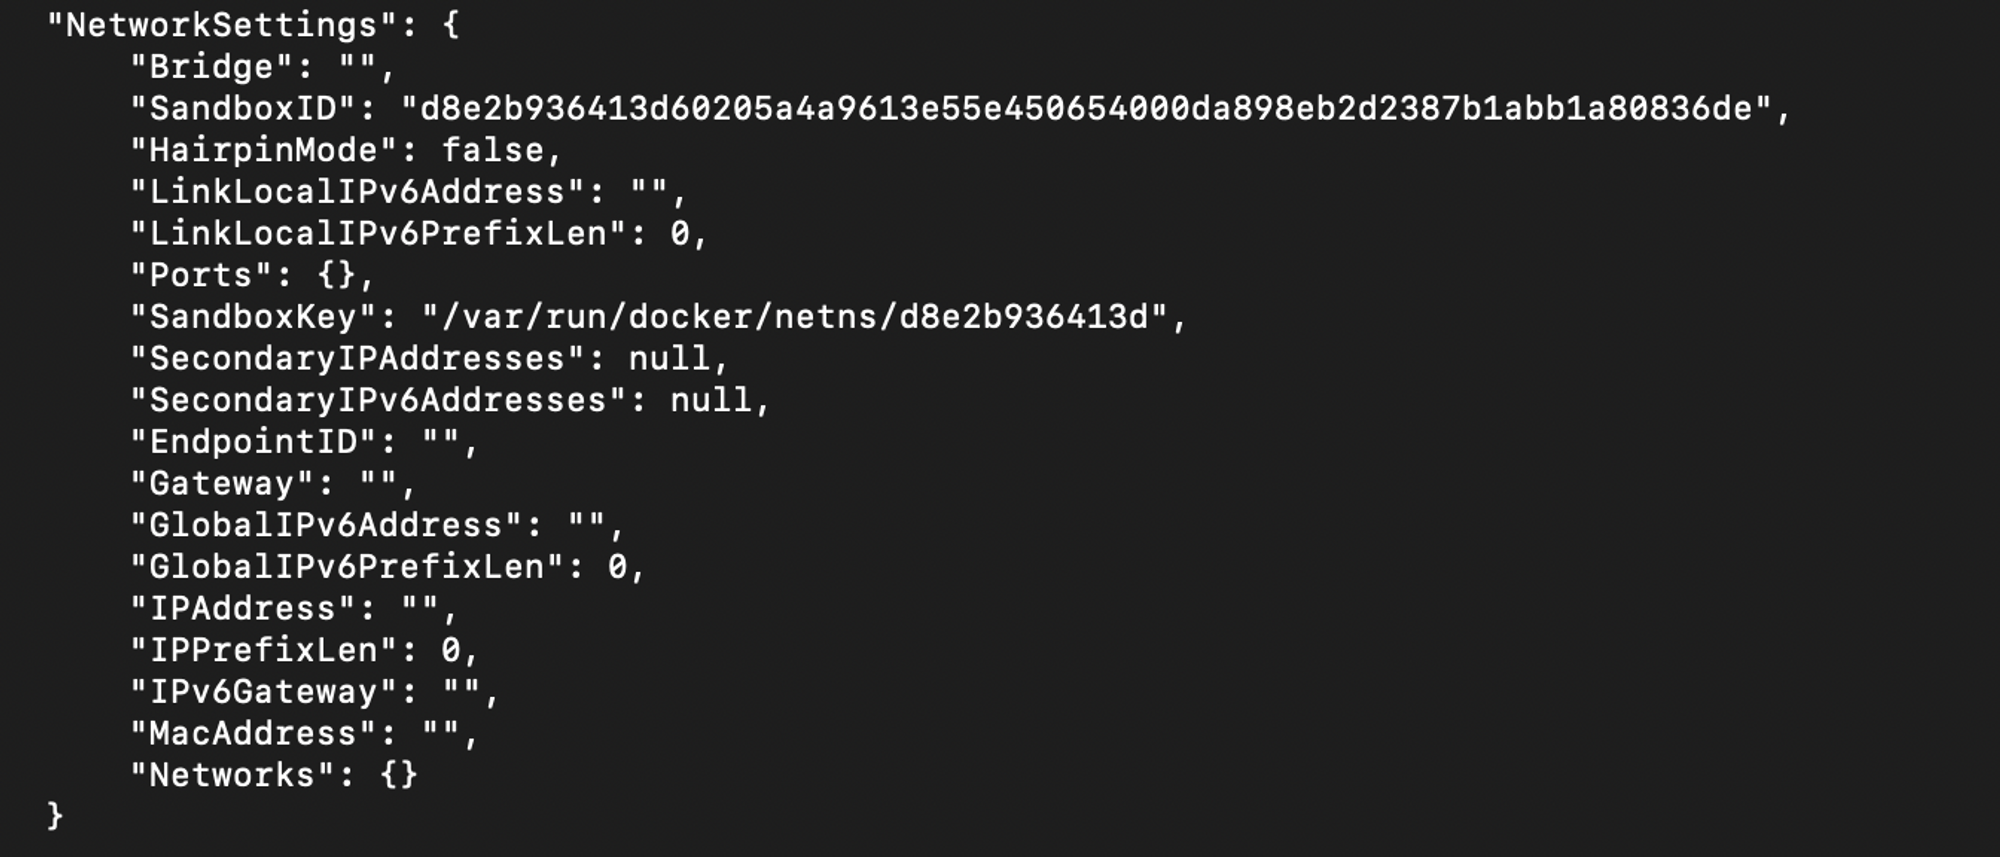 "NetworkSettings": {
"Bridge": "",
"SandboxID": "d8e2b936413d60205a4a9613e55e450654000da898eb2d2387b1abb1a80836de",
"HairpinMode": false,
"LinkLocalIPv6Address": "",
"LinkLocalIPv6PrefixLen": 0,
"Ports": {},
"SandboxKey": "/var/run/docker/netns/d8e2b936413d",
"SecondaryIPAddresses": null,
"SecondaryIPv6Addresses": null,
"EndpointID": "",
"Gateway": "",
"GlobalIPv6Address": "",
"GlobalIPv6PrefixLen": 0,
"IPAddress": "",
"IPPrefixLen": 0,
"IPv6Gateway": "",
"MacAddress": "",
"Networks": {}
}